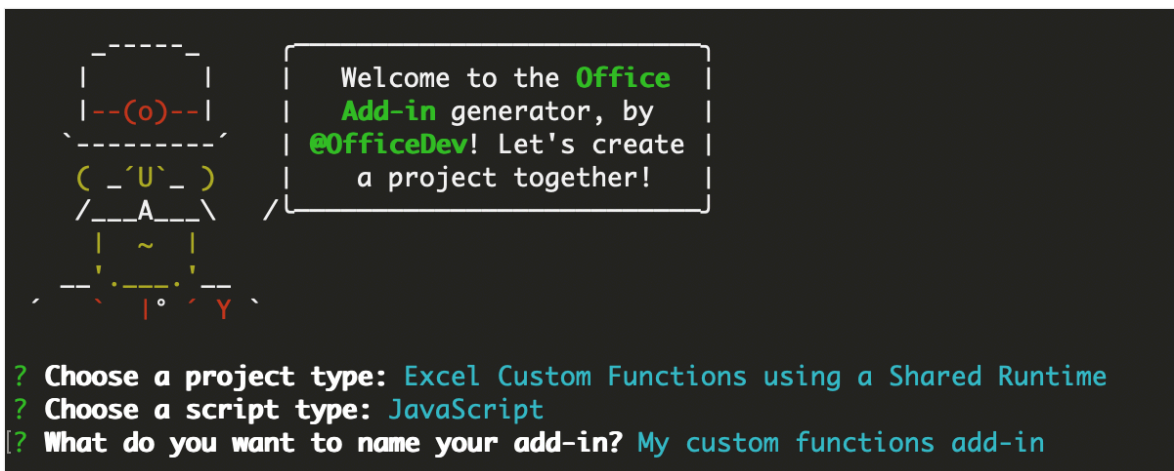 Welcome to the Office
Add-in generator, by
@OfficeDev! Let's create
a project together!
? Choose a project type: Excel Custom Functions using a Shared Runtime
? Choose a script type: JavaScript
? What do you want to name your add-in? My custom functions add-in